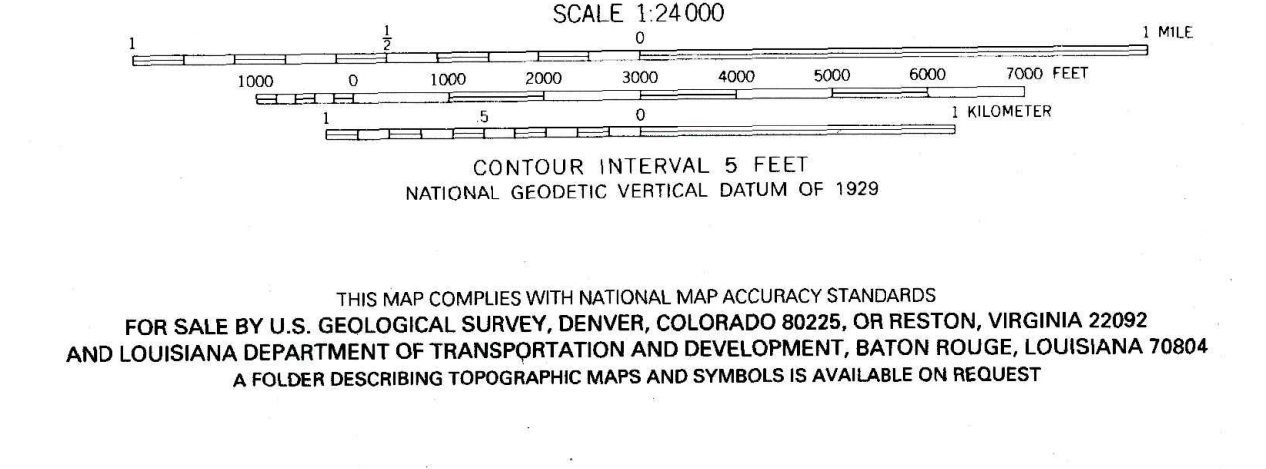 SCALE 1:24 000
1 ½ 0 1 MILE
1000 0 1000 2000 3000 4000 5000 6000 7000 FEET
1 .5 0 1 KILOMETER
CONTOUR INTERVAL 5 FEET
NATIONAL GEODETIC VERTICAL DATUM OF 1929
THIS MAP COMPLIES WITH NATIONAL MAP ACCURACY STANDARDS
FOR SALE BY U.S. GEOLOGICAL SURVEY, DENVER, COLORADO 80225, OR RESTON, VIRGINIA 22092
AND LOUISIANA DEPARTMENT OF TRANSPORTATION AND DEVELOPMENT, BATON ROUGE, LOUISIANA 70804
A FOLDER DESCRIBING TOPOGRAPHIC MAPS AND SYMBOLS IS AVAILABLE ON REQUEST